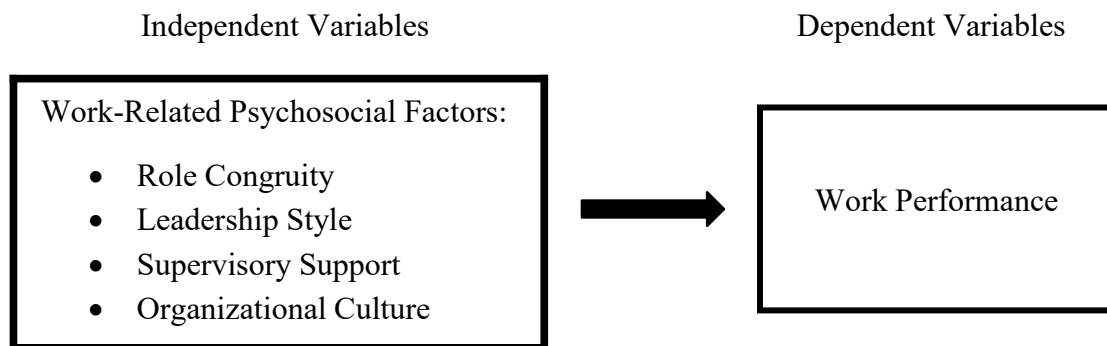 Independent Variables
Dependent Variables
Work-Related Psychosocial Factors:
• Role Congruity
• Leadership Style
• Supervisory Support
• Organizational Culture
Work Performance